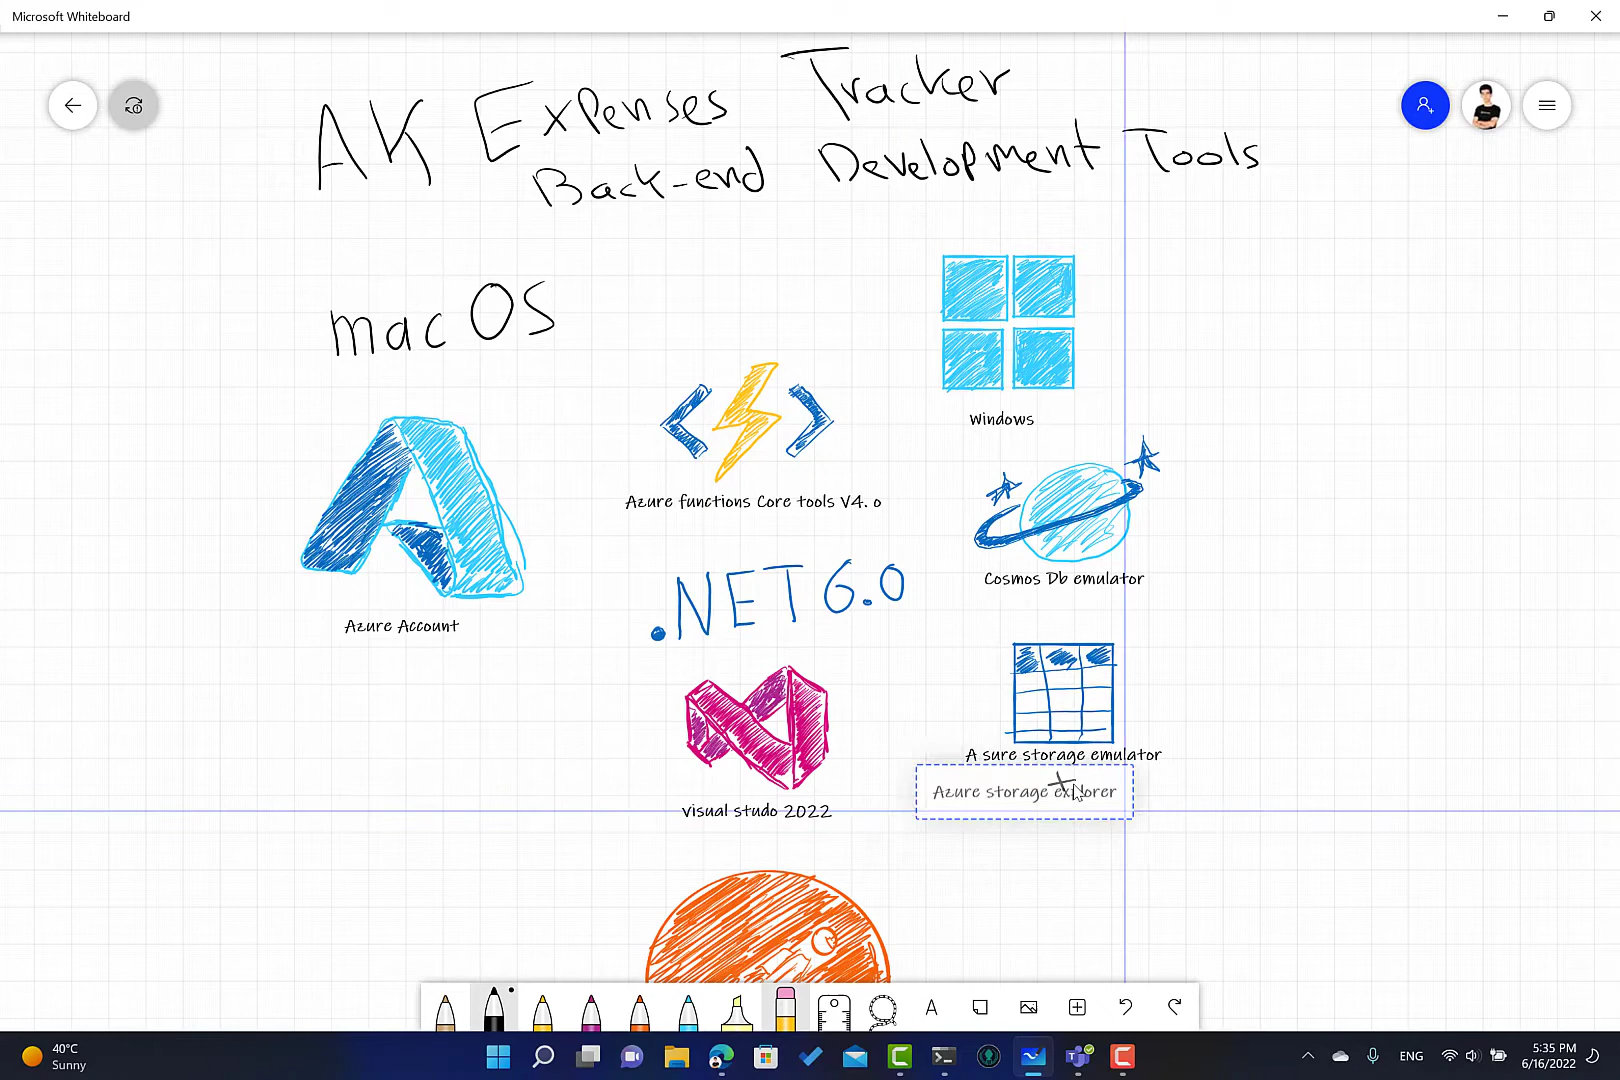 Microsoft Whiteboard
AK Expenses Tracker
Back-end Development Tools
mac OS
Windows
Azure functions Core tools V4. o
Cosmos Db emulator
.NET 6.0
Azure Account
A sure storage emulator
Azure storage explorer
visual studo 2022
A
40°C
Sunny
ENG
5:35 PM
6/16/2022